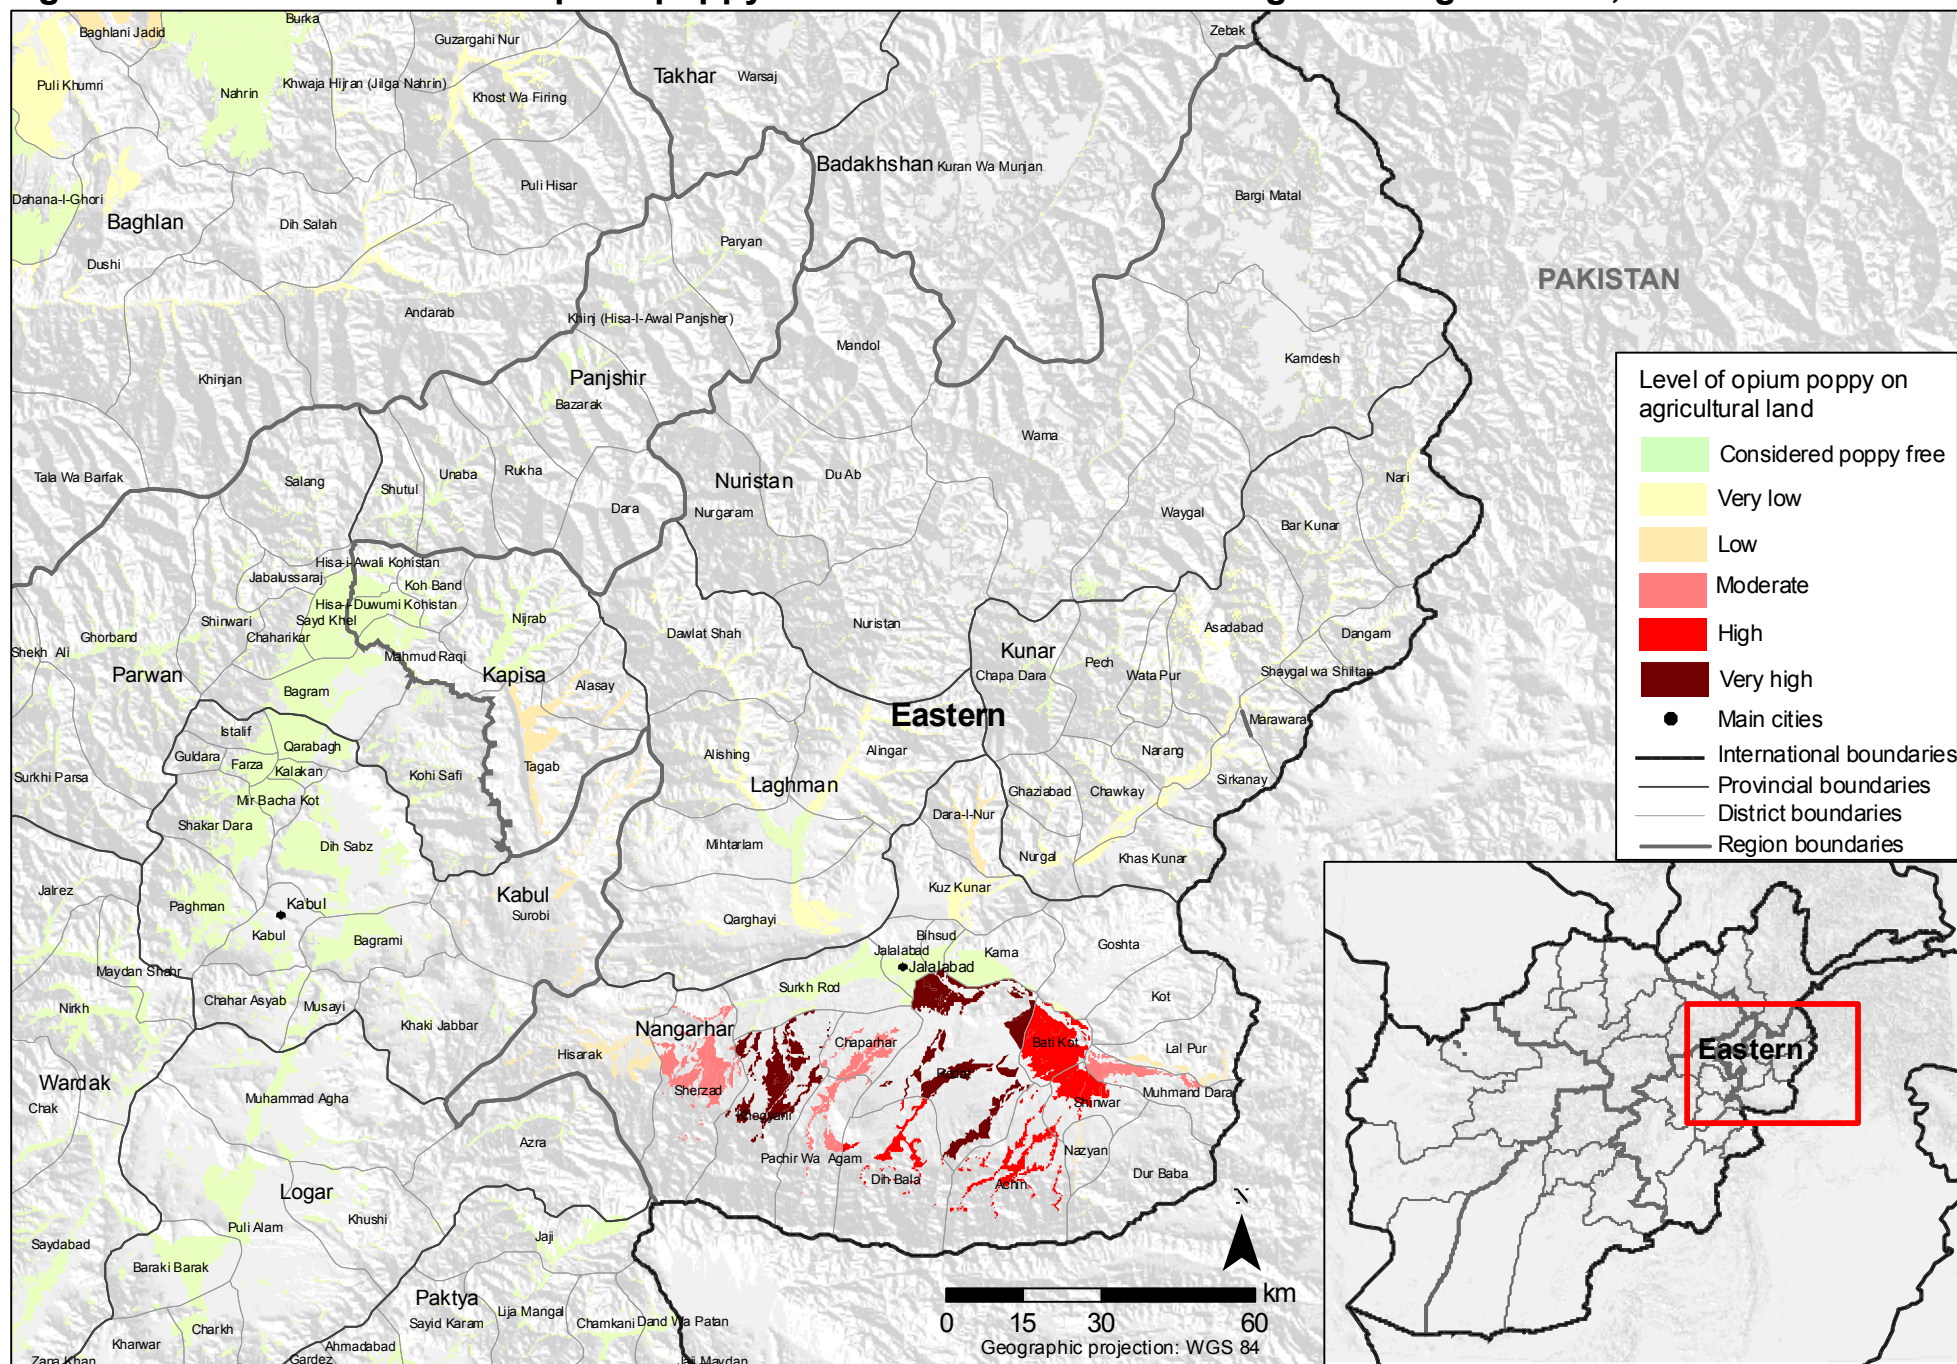 Burka
Baghlani Jadid
Guzargahi Nur
Zebak
Takhar
Warsaj
Puli Khumri
Nahrin
Khwaja Hijran (Jilga Nahrin)
Khost Wa Firing
Badakhshan
Kuran Wa Munjan
Puli Hisar
Bargi Matal
Dahana-I-Ghori
Baghlan
Dih Salah
Paryan
Dushi
PAKISTAN
Andarab
Khinj (Hisa-I-Awal Panjsher)
Mandol
Kamdesh
Khinjan
Panjshir
Bazarak
Wama
Tala Wa Barfak
Salang
Shutul
Unaba
Rukha
Dara
Nuristan
Nurgaram
Du Ab
Nari
Waygal
Bar Kunar
Hisa-i-Awali Kohistan
Jabalussaraj
Koh Band
Hisa-i-Duwumi Kohistan
Shinwari
Sayd Khel
Nijrab
Ghorband
Chaharikar
Dawlat Shah
Nuristan
Asadabad
Dangam
Shekh Ali
Mahmud Raqi
Kunar
Parwan
Kapisa
Chapa Dara
Pech
Wata Pur
Shaygal wa Shiltan
Bagram
Alasay
Eastern
Marawara
Istalif
Guldara
Qarabagh
Farza
Kalakan
Alishing
Alingar
Narang
Surkhi Parsa
Kohi Safi
Tagab
Laghman
Sirkanay
Mir Bacha Kot
Ghaziabad
Chawkay
Shakar Dara
Dara-I-Nur
Dih Sabz
Mihtarlam
Nurgal
Khas Kunar
Jalrez
Kabul
Kuz Kunar
Paghman
Kabul
Surobi
Qarghayi
Kabul
Bagrami
Bihsud
Jalalabad
Kama
Goshta
Jalalabad
Maydan Shahr
Surkh Rod
Kot
Nirkh
Chahar Asyab
Musayi
Khaki Jabbar
Nangarhar
Chaparhar
Bati Kot
Lal Pur
Hisarak
Wardak
Chak
Sherzad
Muhammad Agha
Khogyani
Shinwar
Muhmand Dara
Azra
Pachir Wa Agam
Nazyan
Dih Bala
Achin
Dur Baba
Logar
Khushi
Puli Alam
Saydabad
Jaji
Baraki Barak
Paktya
Lija Mangal
Sayid Karam
Chamkani
Dand Wa Patan
Charkh
Kharwar
Ahmadabad
Gardez
Zana Khan
Jaji Maydan
Level of opium poppy on
agricultural land
Considered poppy free
Very low
Low
Moderate
High
Very high
Main cities
International boundaries
Provincial boundaries
District boundaries
Region boundaries
Eastern
N
km
0 15 30 60
Geographic projection: WGS 84